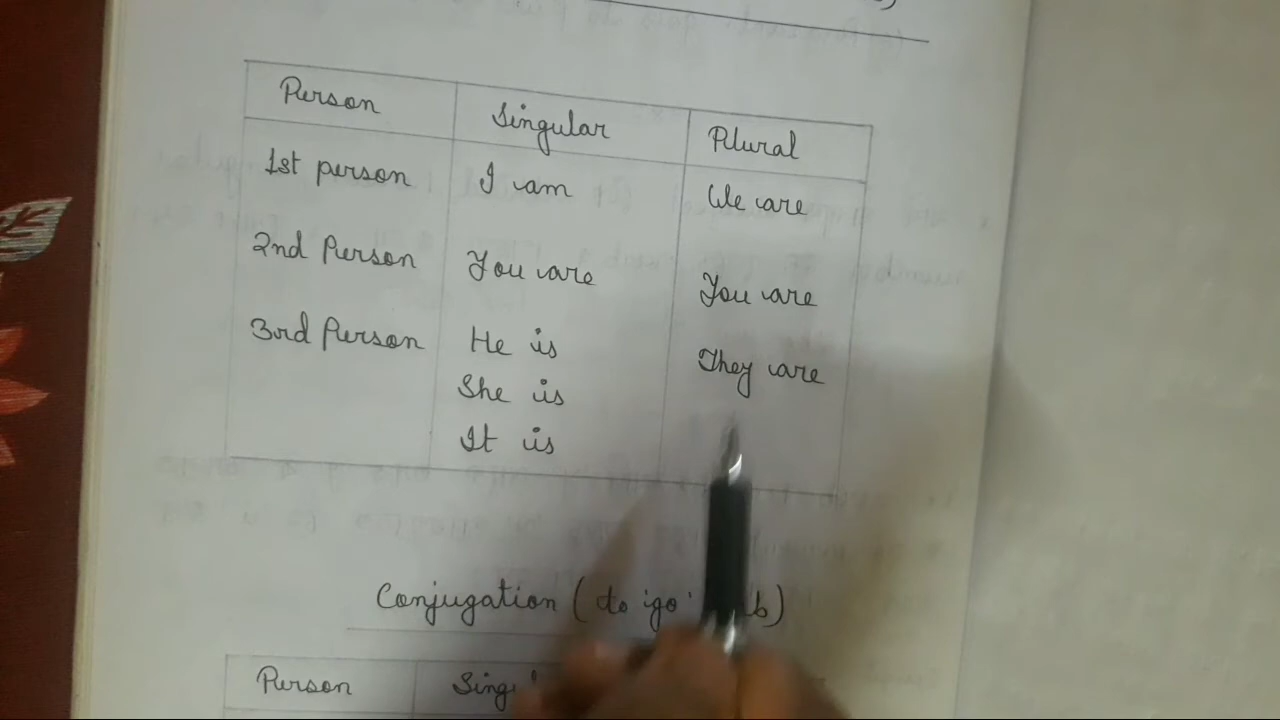 Person Singular Plural
1st person I am We are
2nd Person You are You are
3rd Person He is They are
She is
It is
Conjugation (to 'go'
Person